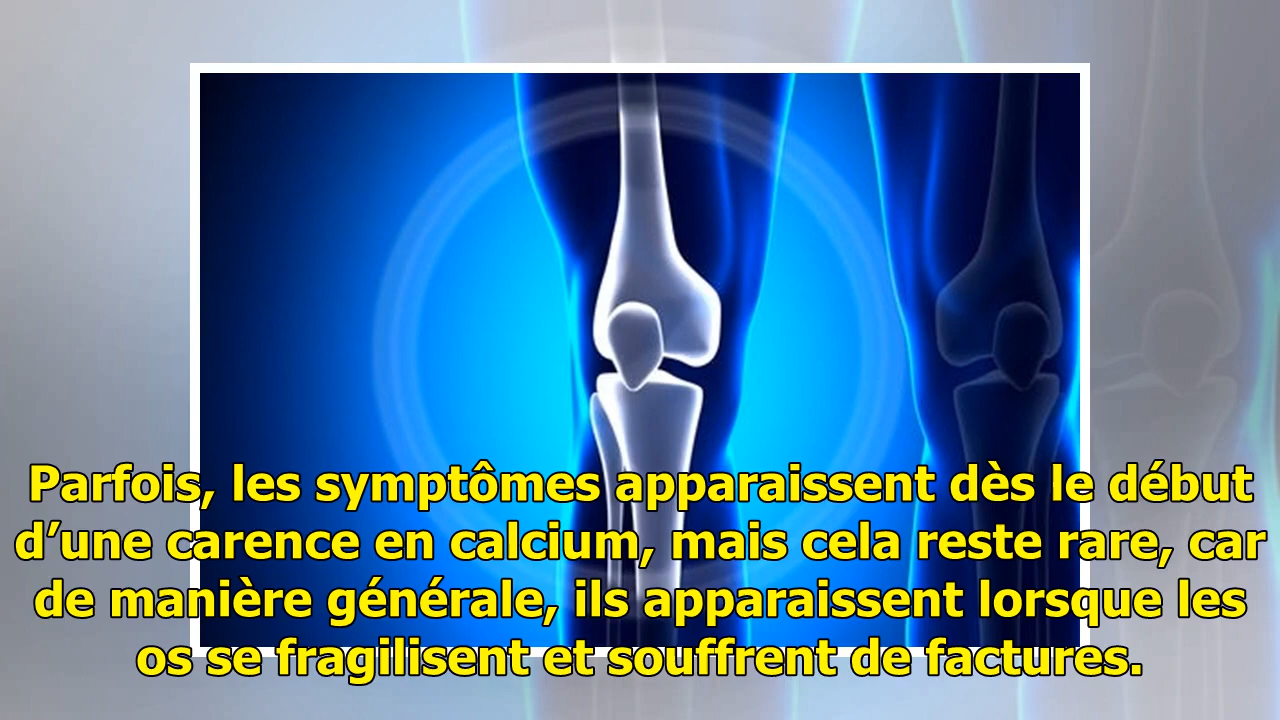 Parfois, les symptômes apparaissent dès le début
d’une carence en calcium, mais cela reste rare, car
de manière générale, ils apparaissent lorsque les
os se fragilisent et souffrent de factures.